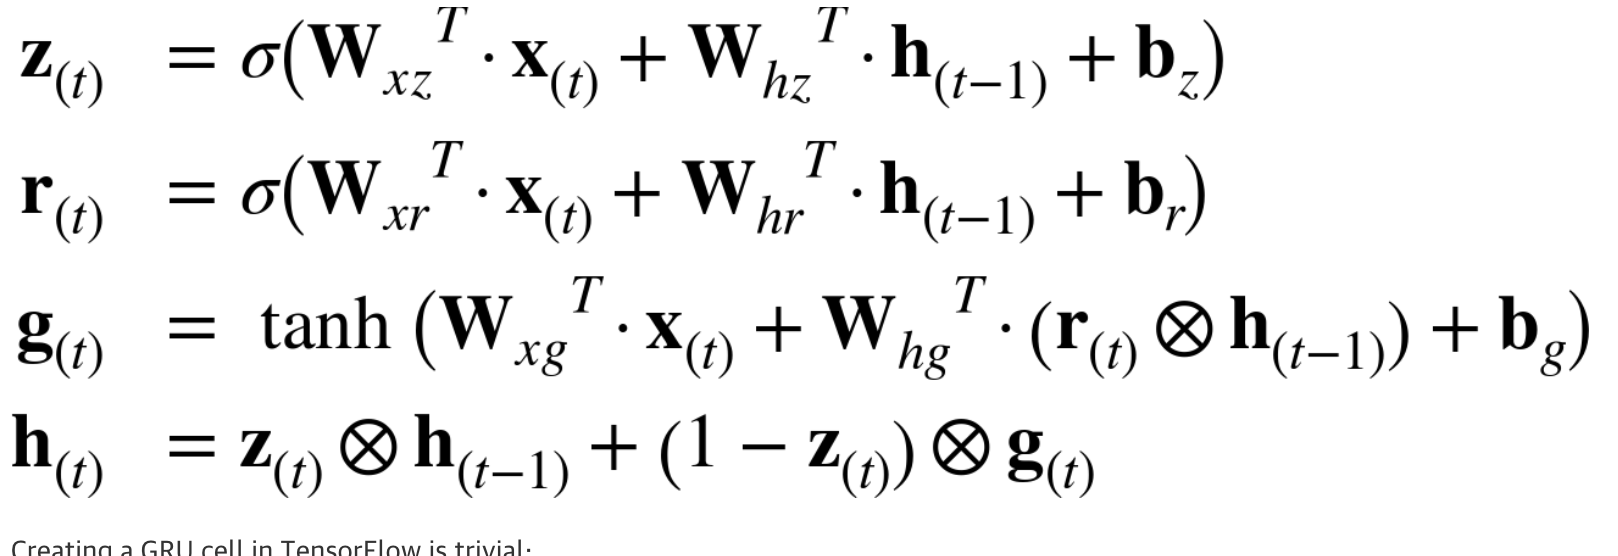 z(t) = σ(Wxz^T · x(t) + Whz^T · h(t−1) + bz)
r(t) = σ(Wxr^T · x(t) + Whr^T · h(t−1) + br)
g(t) = tanh (Wxg^T · x(t) + Whg^T · (r(t) ⊗ h(t−1)) + bg)
h(t) = z(t) ⊗ h(t−1) + (1 − z(t)) ⊗ g(t)
Creating a GRU cell in TensorFlow is trivial: